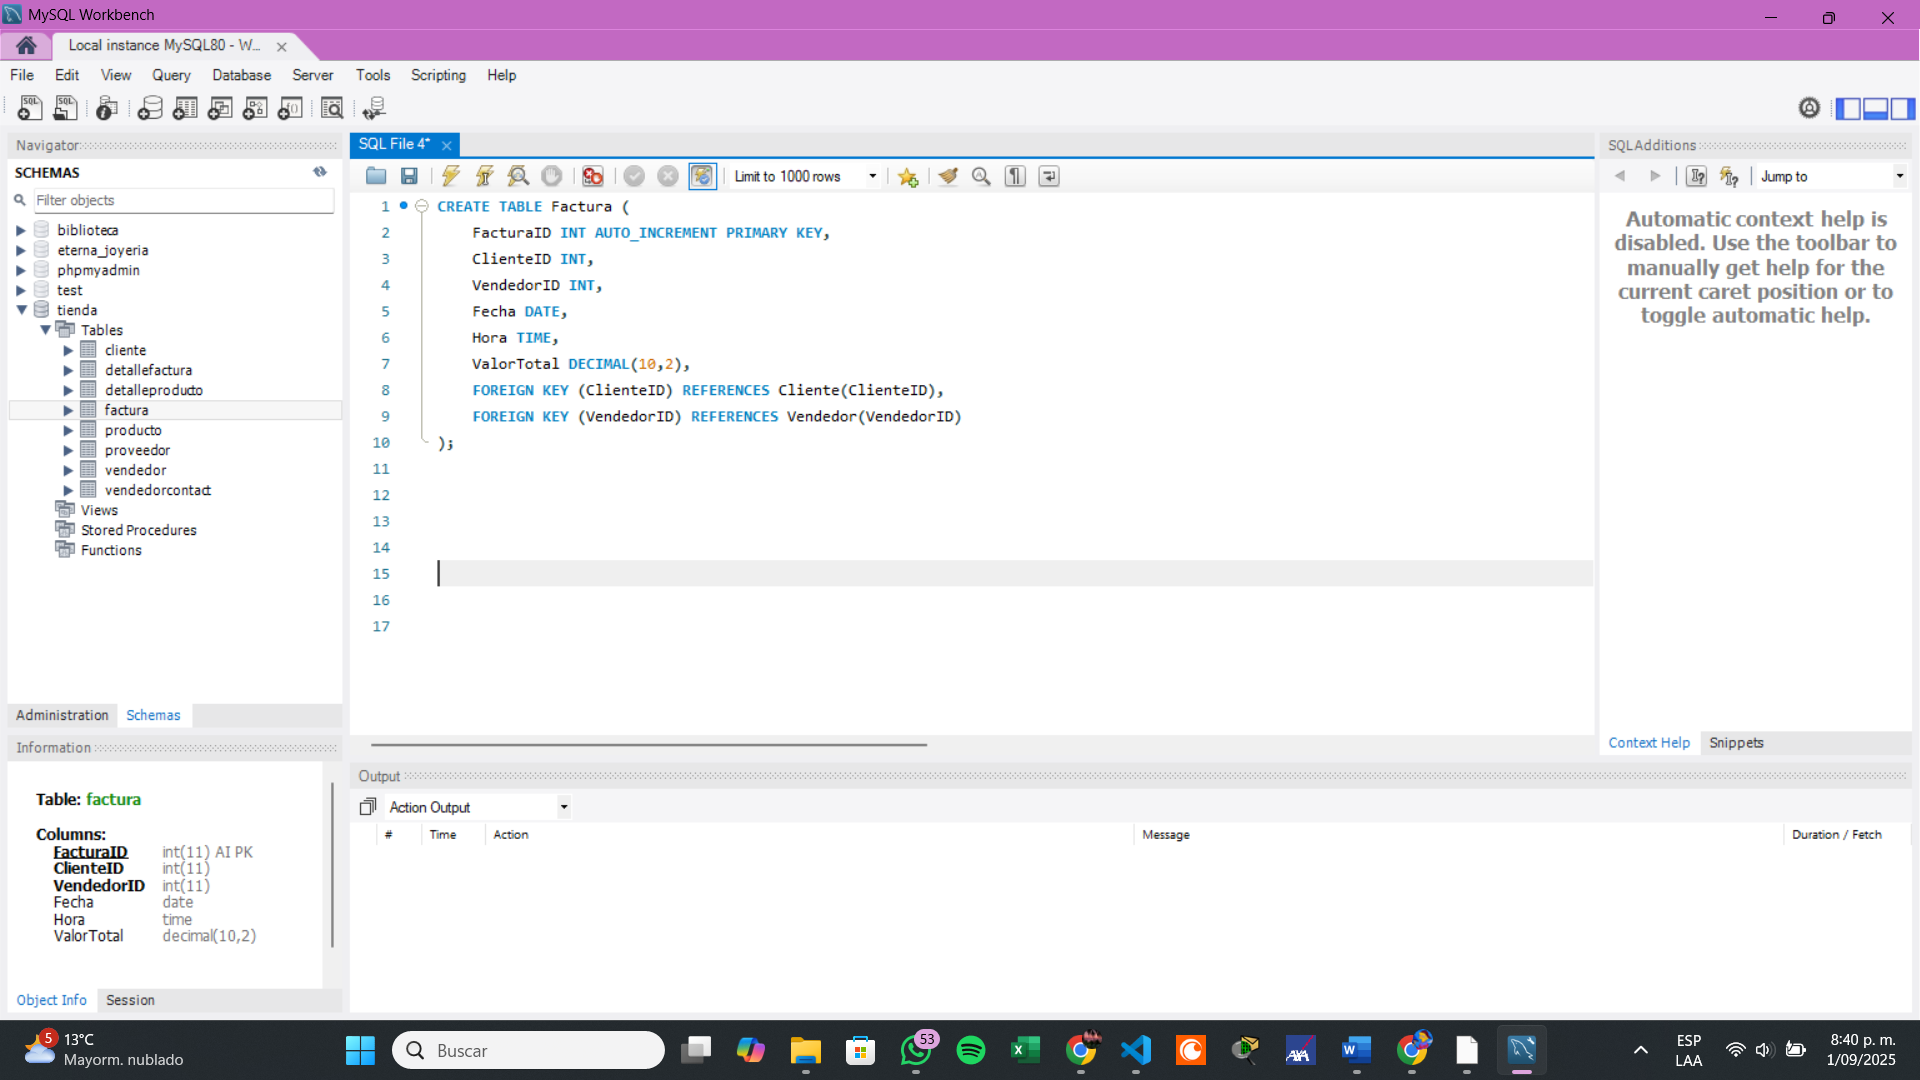 MySQL Workbench
Local instance MySQL80 - W...
File Edit View Query Database Server Tools Scripting Help
Navigator
SCHEMAS
Filter objects
biblioteca
eterna_joyeria
phpmyadmin
test
tienda
Tables
cliente
detallefactura
detalleproducto
factura
producto
proveedor
vendedor
vendedorcontact
Views
Stored Procedures
Functions
Administration Schemas
Information
Table: factura
Columns:
FacturaID int(11) AI PK
ClienteID int(11)
VendedorID int(11)
Fecha date
Hora time
ValorTotal decimal(10,2)
Object Info Session
SQL File 4*
Limit to 1000 rows
1 CREATE TABLE Factura (
2 FacturaID INT AUTO_INCREMENT PRIMARY KEY,
3 ClienteID INT,
4 VendedorID INT,
5 Fecha DATE,
6 Hora TIME,
7 ValorTotal DECIMAL(10,2),
8 FOREIGN KEY (ClienteID) REFERENCES Cliente(ClienteID),
9 FOREIGN KEY (VendedorID) REFERENCES Vendedor(VendedorID)
10 );
11
12
13
14
15
16
17
SQLAdditions
Jump to
Automatic context help is
disabled. Use the toolbar to
manually get help for the
current caret position or to
toggle automatic help.
Context Help Snippets
Output
Action Output
# Time Action Message Duration / Fetch
5
13°C
Mayorm. nublado
Buscar
53
AXA
ESP
LAA
8:40 p. m.
1/09/2025